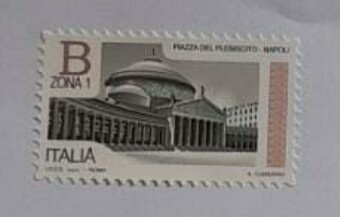 PIAZZA DEL PLEBISCITO - NAPOLI
B
ZONA 1
ITALIA